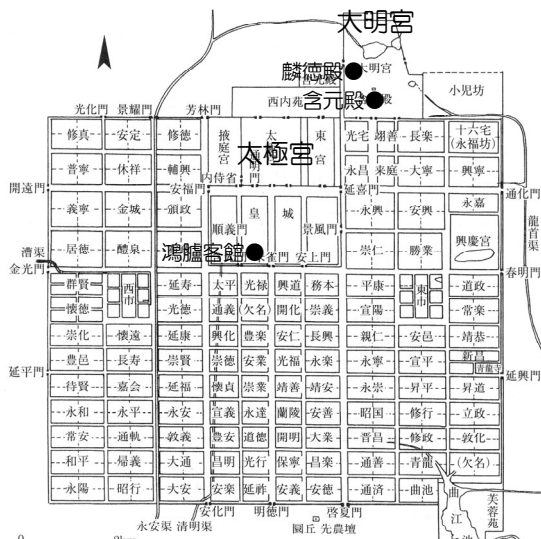 大明宮
麟徳殿
大明宮
含元殿
小児坊
西内苑
光化門 景耀門 芳林門
修真 安定 修徳 掖庭宮 太極宮 東宮 光宅 翊善 長楽 十六宅(永福坊)
普寧 休祥 輔興 永昌 来庭 大寧 興寧
内侍省
開遠門 安福門 延喜門 通化門
義寧 金城 頒政 順義門 皇城 景風門 永興 安興 永嘉
龍首渠
居徳 醴泉 鴻臚客館 朱雀門 安上門 崇仁 勝業 興慶宮
漕渠
金光門 春明門
群賢 西市 延寿 太平 光禄 興道 務本 平康 東市 道政
懐徳 光徳 通義 (欠名) 開化 崇義 宣陽 常楽
崇化 懐遠 延康 興化 豊楽 安仁 長興 親仁 安邑 靖恭
豊邑 長寿 崇賢 崇徳 安業 光福 永楽 永寧 宣平 新昌
青龍寺
延平門 延興門
待賢 嘉会 延福 懐貞 崇業 靖善 靖安 永崇 昇平 昇道
永和 永平 永安 宣義 永達 蘭陵 安善 昭国 修行 立政
常安 通軌 敦義 豊安 道徳 開明 大業 晋昌 修政 敦化
和平 帰義 大通 昌明 光行 保寧 昌楽 通善 青龍 (欠名)
永陽 昭行 大安 安楽 延祚 安義 安徳 通済 曲池
曲江池
芙蓉苑
安化門 明徳門 啓夏門
永安渠 清明渠 圜丘 先農壇
0